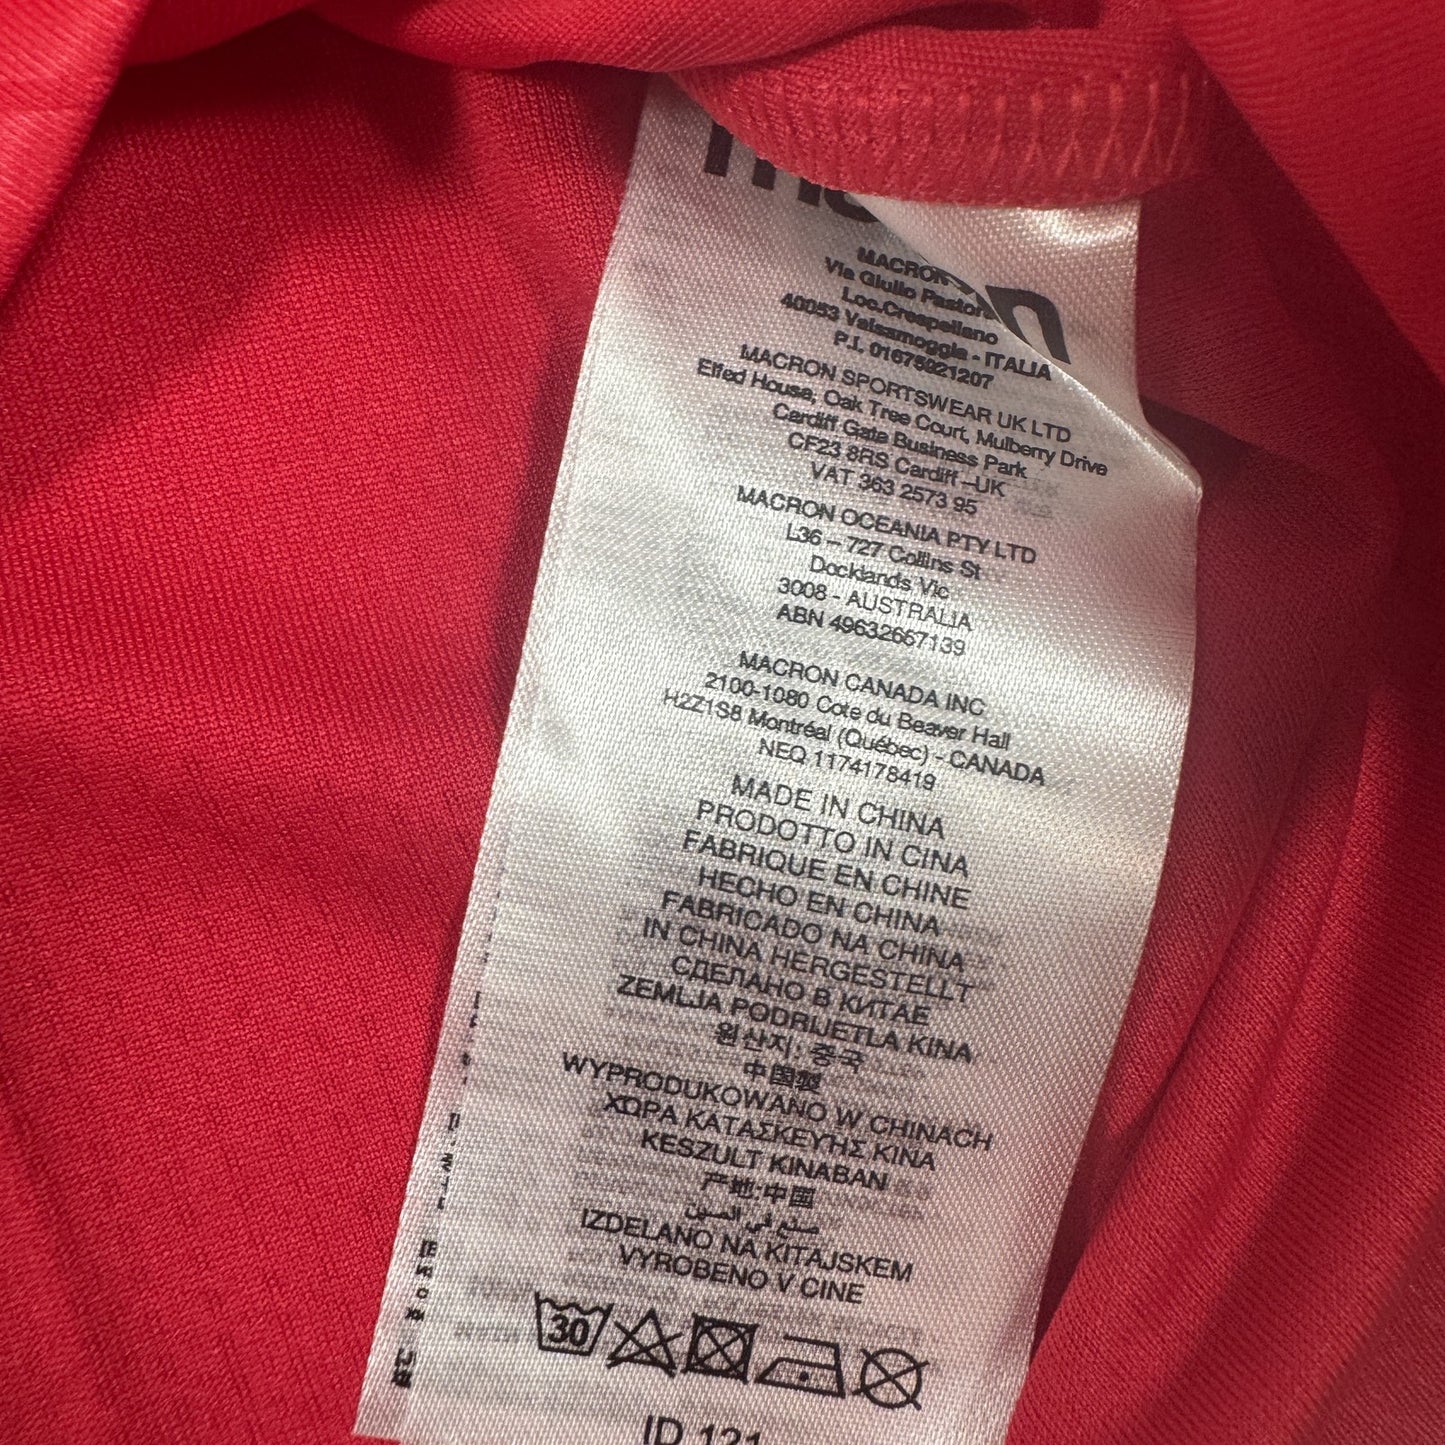 MACRON
Via Giulio Pastore
Loc.Crespellano
40053 Valsamoggia - ITALIA
P.I. 01675921207
MACRON SPORTSWEAR UK LTD
Elfed House, Oak Tree Court, Mulberry Drive
Cardiff Gate Business Park
CF23 8RS Cardiff –UK
VAT 363 2573 95
MACRON OCEANIA PTY LTD
L36 – 727 Collins St
Docklands Vic
3008 - AUSTRALIA
ABN 49632667139
MACRON CANADA INC
2100-1080 Cote du Beaver Hall
H2Z1S8 Montréal (Québec) - CANADA
NEQ 1174178419
MADE IN CHINA
PRODOTTO IN CINA
FABRIQUE EN CHINE
HECHO EN CHINA
FABRICADO NA CHINA
IN CHINA HERGESTELLT
СДЕЛАНО В КИТАЕ
ZEMLJA PODRIJETLA KINA
원산지: 중국
中国製
WYPRODUKOWANO W CHINACH
ΧΩΡΑ ΚΑΤΑΣΚΕΥΗΣ ΚΙΝΑ
KESZULT KINABAN
产地:中国
صنع في الصين
IZDELANO NA KITAJSKEM
VYROBENO V CINE
30
ID 121